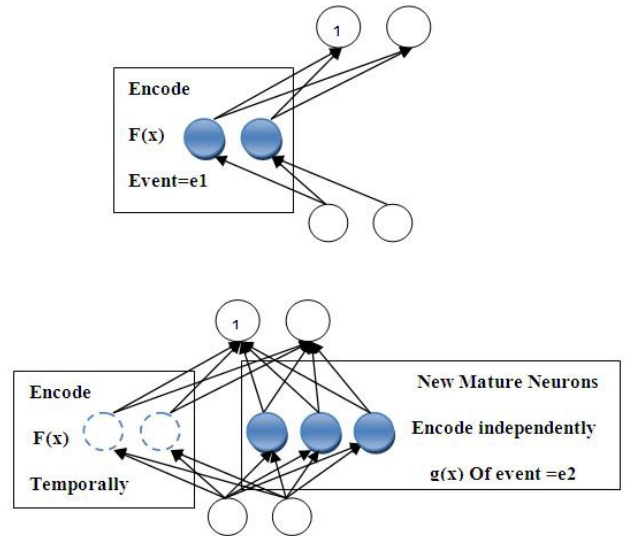 1
Encode
F(x)
Event=e1
1
Encode
F(x)
Temporally
New Mature Neurons
Encode independently
g(x) Of event =e2